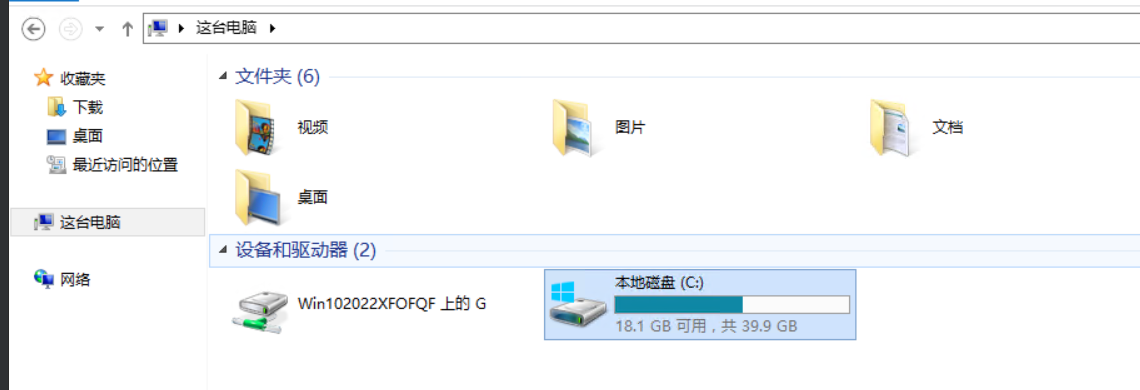 这台电脑
收藏夹
下载
桌面
最近访问的位置
这台电脑
网络
文件夹 (6)
视频
图片
文档
桌面
设备和驱动器 (2)
Win102022XFOFQF 上的 G
本地磁盘 (C:)
18.1 GB 可用，共 39.9 GB